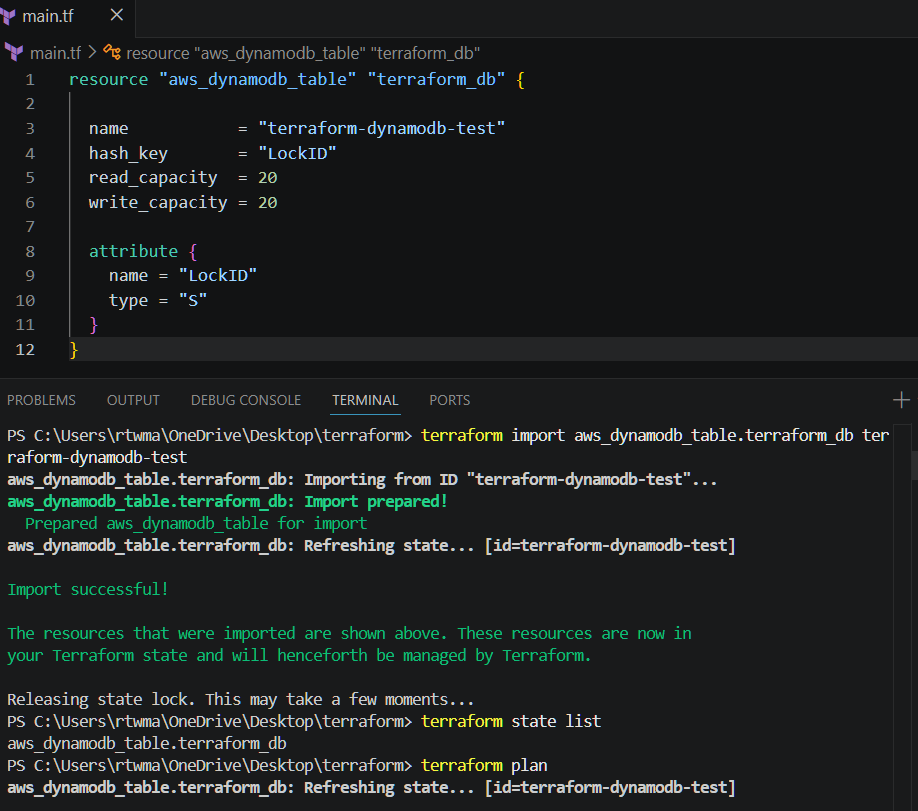 main.tf
main.tf > resource "aws_dynamodb_table" "terraform_db"
1 resource "aws_dynamodb_table" "terraform_db" {
2
3 name = "terraform-dynamodb-test"
4 hash_key = "LockID"
5 read_capacity = 20
6 write_capacity = 20
7
8 attribute {
9 name = "LockID"
10 type = "S"
11 }
12 }
PROBLEMS OUTPUT DEBUG CONSOLE TERMINAL PORTS
PS C:\Users\rtwma\OneDrive\Desktop\terraform> terraform import aws_dynamodb_table.terraform_db ter
raform-dynamodb-test
aws_dynamodb_table.terraform_db: Importing from ID "terraform-dynamodb-test"...
aws_dynamodb_table.terraform_db: Import prepared!
Prepared aws_dynamodb_table for import
aws_dynamodb_table.terraform_db: Refreshing state... [id=terraform-dynamodb-test]
Import successful!
The resources that were imported are shown above. These resources are now in
your Terraform state and will henceforth be managed by Terraform.
Releasing state lock. This may take a few moments...
PS C:\Users\rtwma\OneDrive\Desktop\terraform> terraform state list
aws_dynamodb_table.terraform_db
PS C:\Users\rtwma\OneDrive\Desktop\terraform> terraform plan
aws_dynamodb_table.terraform_db: Refreshing state... [id=terraform-dynamodb-test]